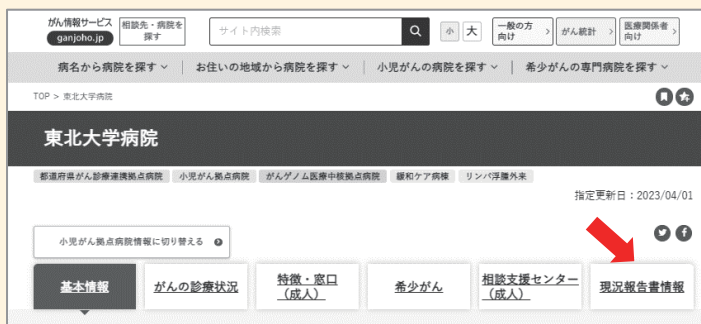 がん情報サービス
ganjoho.jp
相談先・病院を
探す
サイト内検索
小 大
一般の方
向け
がん統計
医療関係者
向け
病名から病院を探す
お住いの地域から病院を探す
小児がんの病院を探す
希少がんの専門病院を探す
TOP > 東北大学病院
東北大学病院
都道府県がん診療連携拠点病院 小児がん拠点病院 がんゲノム医療中核拠点病院 緩和ケア病棟 リンパ浮腫外来
指定更新日：2023/04/01
小児がん拠点病院情報に切り替える
基本情報
がんの診療状況
特徴・窓口
（成人）
希少がん
相談支援センター
（成人）
現況報告書情報